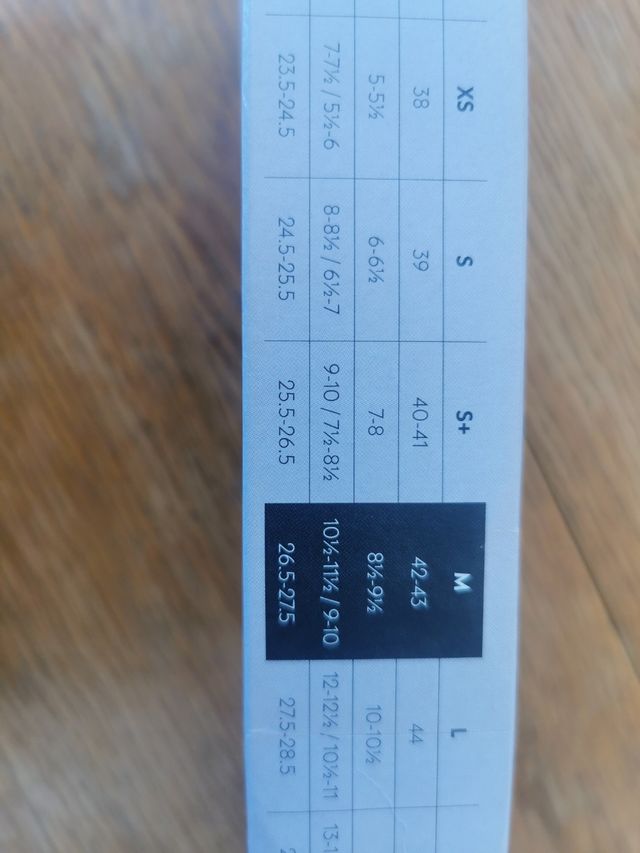 XS S S+ M L
38 39 40-41 42-43 44
5-5½ 6-6½ 7-8 8½-9½ 10-10½
7-7½ / 5½-6 8-8½ / 6½-7 9-10 / 7½-8½ 10½-11½ / 9-10 12-12½ / 10½-11 13-1
23.5-24.5 24.5-25.5 25.5-26.5 26.5-27.5 27.5-28.5